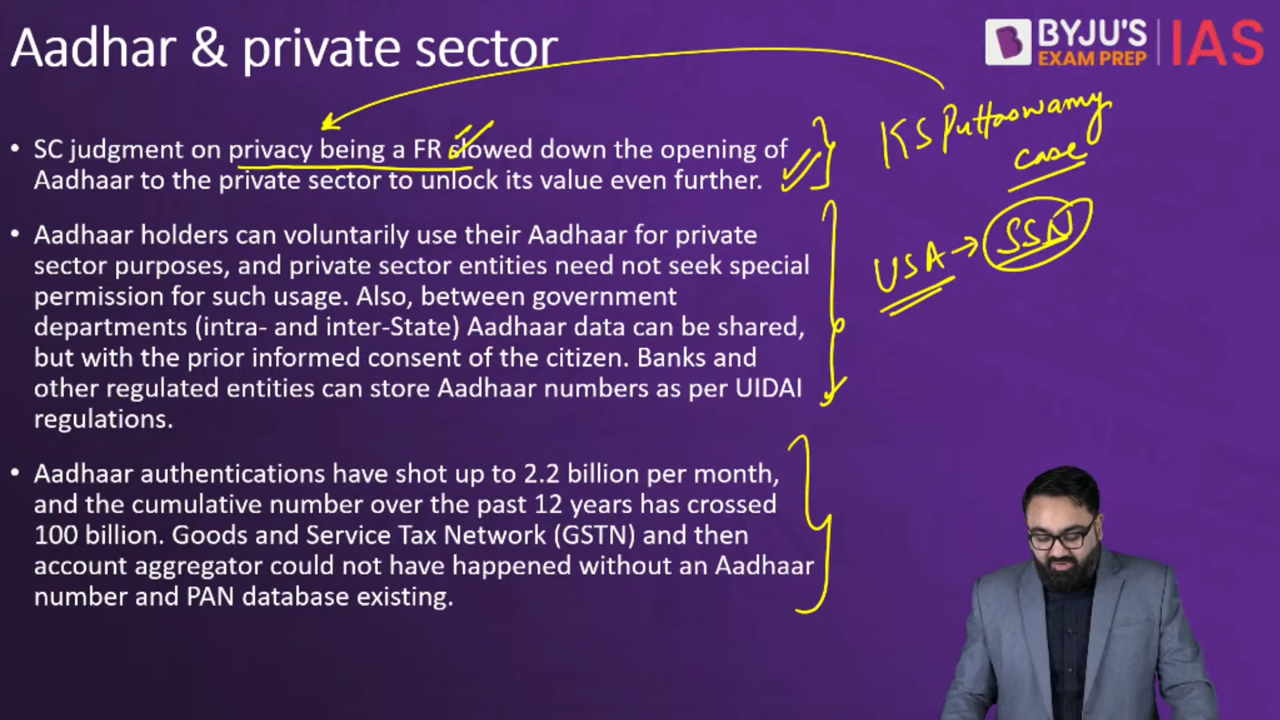 Aadhar & private sector
BYJU'S
EXAM PREP
IAS
• SC judgment on privacy being a FR slowed down the opening of
Aadhaar to the private sector to unlock its value even further.
KS Puttaswamy
case
USA → SSN
• Aadhaar holders can voluntarily use their Aadhaar for private
sector purposes, and private sector entities need not seek special
permission for such usage. Also, between government
departments (intra- and inter-State) Aadhaar data can be shared,
but with the prior informed consent of the citizen. Banks and
other regulated entities can store Aadhaar numbers as per UIDAI
regulations.
• Aadhaar authentications have shot up to 2.2 billion per month,
and the cumulative number over the past 12 years has crossed
100 billion. Goods and Service Tax Network (GSTN) and then
account aggregator could not have happened without an Aadhaar
number and PAN database existing.